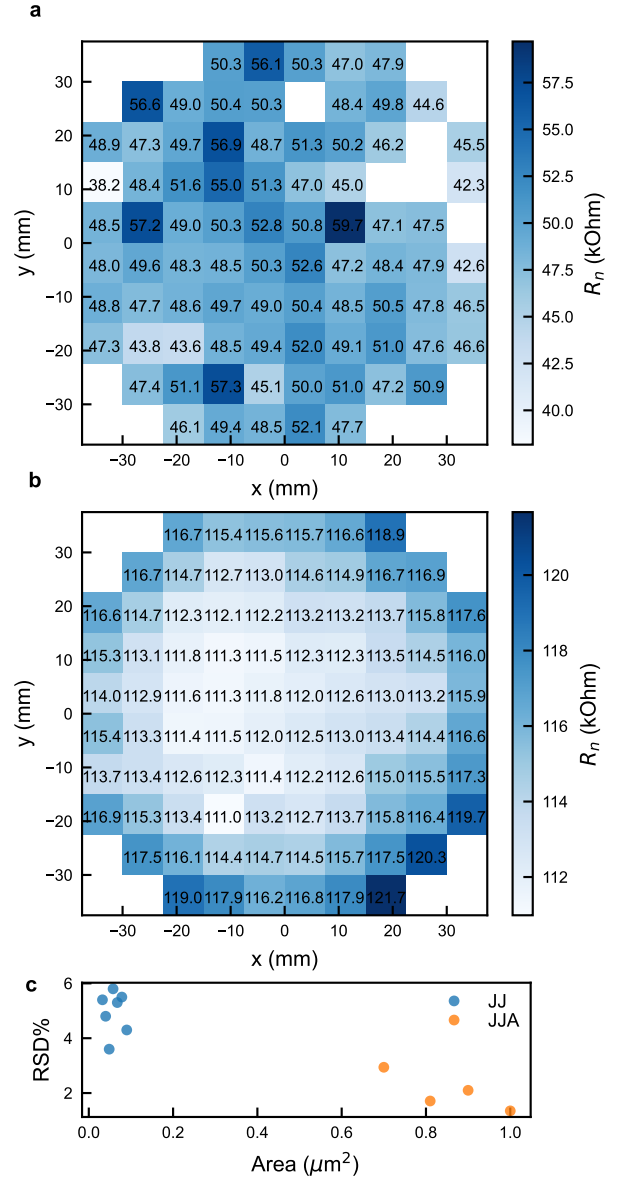 a
50.3 56.1 50.3 47.0 47.9
56.6 49.0 50.4 50.3 48.4 49.8 44.6
48.9 47.3 49.7 56.9 48.7 51.3 50.2 46.2 45.5
38.2 48.4 51.6 55.0 51.3 47.0 45.0 42.3
48.5 57.2 49.0 50.3 52.8 50.8 59.7 47.1 47.5
48.0 49.6 48.3 48.5 50.3 52.6 47.2 48.4 47.9 42.6
48.8 47.7 48.6 49.7 49.0 50.4 48.5 50.5 47.8 46.5
47.3 43.8 43.6 48.5 49.4 52.0 49.1 51.0 47.6 46.6
47.4 51.1 57.3 45.1 50.0 51.0 47.2 50.9
46.1 49.4 48.5 52.1 47.7
30
20
10
0
−10
−20
−30
y (mm)
−30 −20 −10 0 10 20 30
x (mm)
57.5
55.0
52.5
50.0
47.5
45.0
42.5
40.0
R_n (kOhm)
b
116.7 115.4 115.6 115.7 116.6 118.9
116.7 114.7 112.7 113.0 114.6 114.9 116.7 116.9
116.6 114.7 112.3 112.1 112.2 113.2 113.2 113.7 115.8 117.6
115.3 113.1 111.8 111.3 111.5 112.3 112.3 113.5 114.5 116.0
114.0 112.9 111.6 111.3 111.8 112.0 112.6 113.0 113.2 115.9
115.4 113.3 111.4 111.5 112.0 112.5 113.0 113.4 114.4 116.6
113.7 113.4 112.6 112.3 111.4 112.2 112.6 115.0 115.5 117.3
116.9 115.3 113.4 111.0 113.2 112.7 113.7 115.8 116.4 119.7
117.5 116.1 114.4 114.7 114.5 115.7 117.5 120.3
119.0 117.9 116.2 116.8 117.9 121.7
30
20
10
0
−10
−20
−30
y (mm)
−30 −20 −10 0 10 20 30
x (mm)
120
118
116
114
112
R_n (kOhm)
c
6
4
2
RSD%
JJ
JJA
0.0 0.2 0.4 0.6 0.8 1.0
Area (μm²)